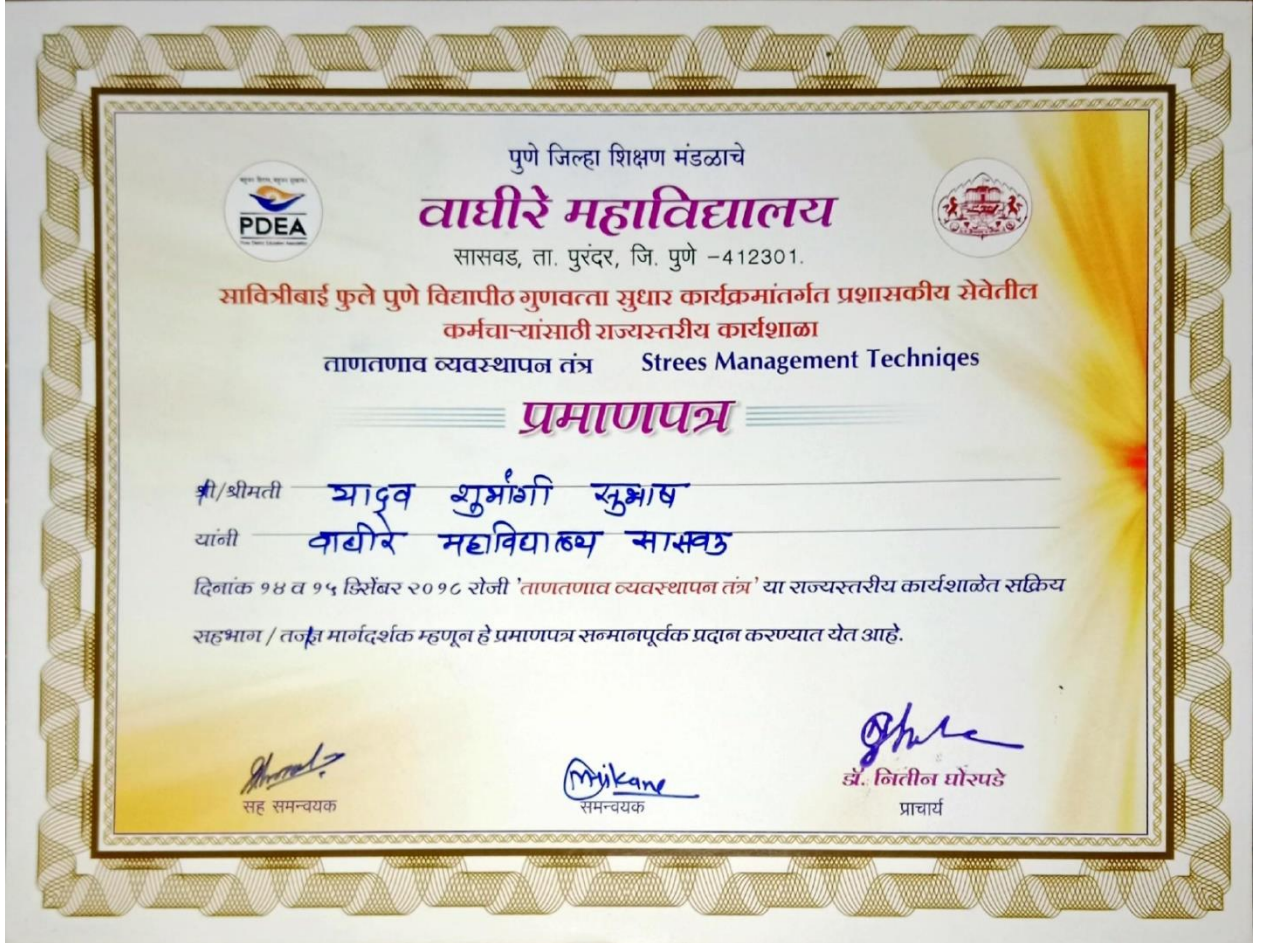 पुणे जिल्हा शिक्षण मंडळाचे
PDEA
वाघीरे महाविद्यालय
सासवड, ता. पुरंदर, जि. पुणे -412301.
सावित्रीबाई फुले पुणे विद्यापीठ गुणवत्ता सुधार कार्यक्रमांतर्गत प्रशासकीय सेवेतील
कर्मचाऱ्यांसाठी राज्यस्तरीय कार्यशाळा
ताणतणाव व्यवस्थापन तंत्र Strees Management Techniqes
प्रमाणपत्र
श्री/श्रीमती यादव शुभांगी सुभाष
यांनी वाघीरे महाविद्यालय सासवड
दिनांक १४ व १५ डिसेंबर २०१८ रोजी 'ताणतणाव व्यवस्थापन तंत्र' या राज्यस्तरीय कार्यशाळेत सक्रिय
सहभाग / तज्ज्ञ मार्गदर्शक म्हणून हे प्रमाणपत्र सन्मानपूर्वक प्रदान करण्यात येत आहे.
सह समन्वयक
समन्वयक
डॉ. नितीन घोरपडे
प्राचार्य